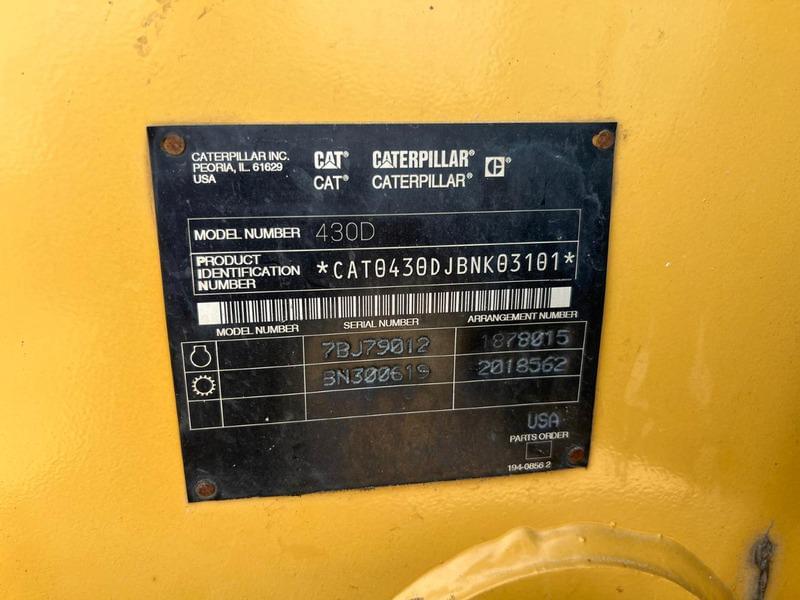 CATERPILLAR INC.
PEORIA, IL. 61629
USA
CAT® CATERPILLAR®
CAT® CATERPILLAR®
MODEL NUMBER 430D
PRODUCT
IDENTIFICATION
NUMBER
*CAT0430DJBNK03101*
MODEL NUMBER SERIAL NUMBER ARRANGEMENT NUMBER
7BJ79012 1878015
BN300619 2018562
USA
PARTS ORDER
194-0856 2